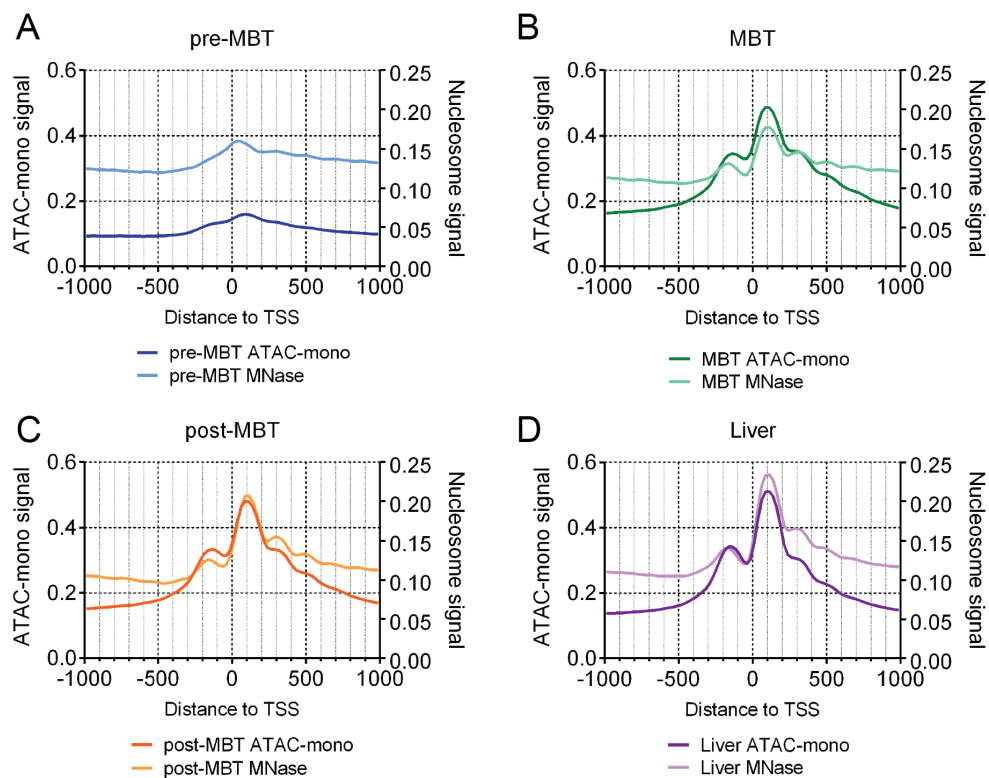 A
pre-MBT
ATAC-mono signal
0.6
0.4
0.2
0.0
0.25
0.20
0.15
0.10
0.05
0.00
Nucleosome signal
-1000 -500 0 500 1000
Distance to TSS
pre-MBT ATAC-mono
pre-MBT MNase
B
MBT
ATAC-mono signal
0.6
0.4
0.2
0.0
0.25
0.20
0.15
0.10
0.05
0.00
Nucleosome signal
-1000 -500 0 500 1000
Distance to TSS
MBT ATAC-mono
MBT MNase
C
post-MBT
ATAC-mono signal
0.6
0.4
0.2
0.0
0.25
0.20
0.15
0.10
0.05
0.00
Nucleosome signal
-1000 -500 0 500 1000
Distance to TSS
post-MBT ATAC-mono
post-MBT MNase
D
Liver
ATAC-mono signal
0.6
0.4
0.2
0.0
0.25
0.20
0.15
0.10
0.05
0.00
Nucleosome signal
-1000 -500 0 500 1000
Distance to TSS
Liver ATAC-mono
Liver MNase